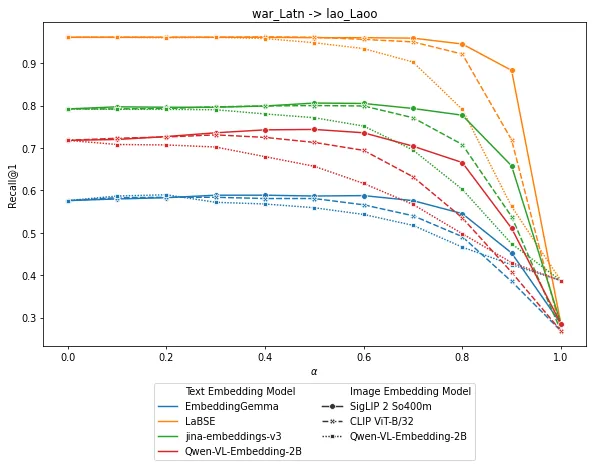 war_Latn -> lao_Laoo
Recall@1
0.9
0.8
0.7
0.6
0.5
0.4
0.3
0.0 0.2 0.4 0.6 0.8 1.0
α
Text Embedding Model
EmbeddingGemma
LaBSE
jina-embeddings-v3
Qwen-VL-Embedding-2B
Image Embedding Model
SigLIP 2 So400m
CLIP ViT-B/32
Qwen-VL-Embedding-2B